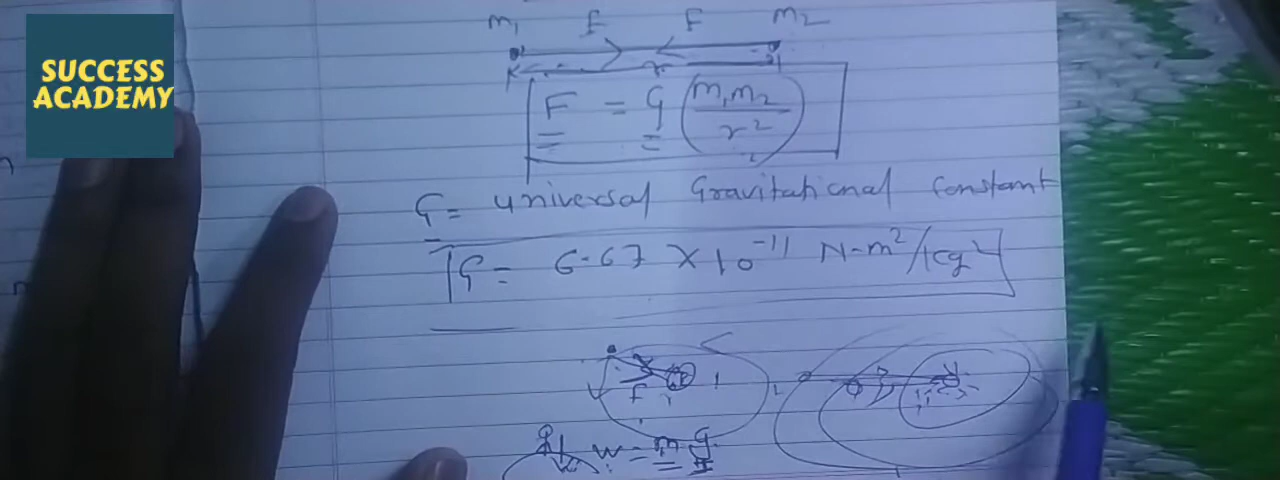 SUCCESS
ACADEMY
m₁ F F m₂
r
F = G (m₁m₂/r²)
G = universal Gravitational Constant
G = 6.67 × 10⁻¹¹ N-m²/kg²
F
w = mg